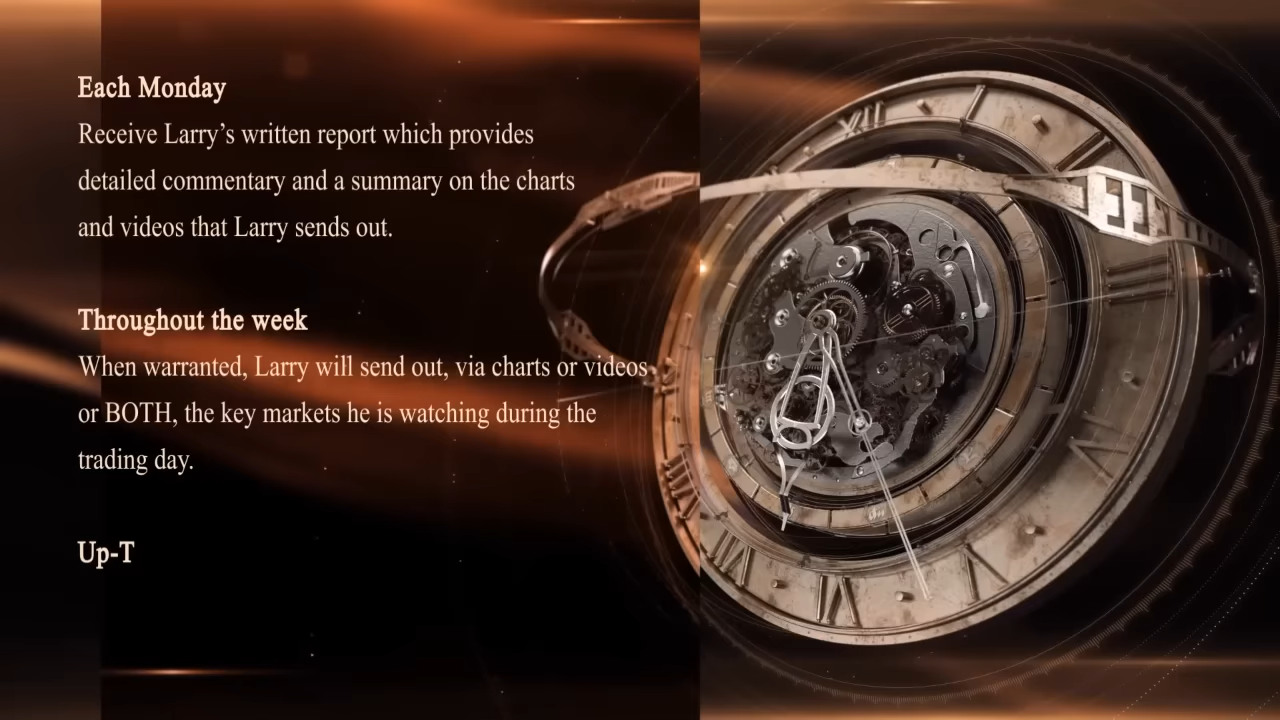 Each Monday
Receive Larry’s written report which provides
detailed commentary and a summary on the charts
and videos that Larry sends out.
Throughout the week
When warranted, Larry will send out, via charts or videos
or BOTH, the key markets he is watching during the
trading day.
Up-T